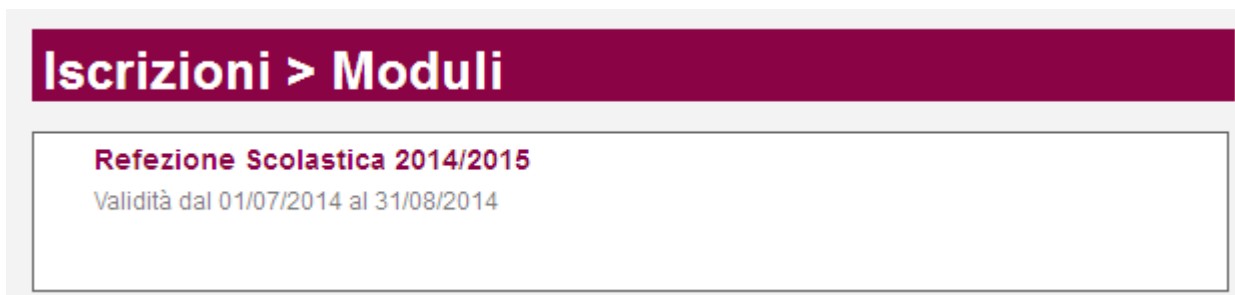 Iscrizioni > Moduli
Refezione Scolastica 2014/2015
Validità dal 01/07/2014 al 31/08/2014